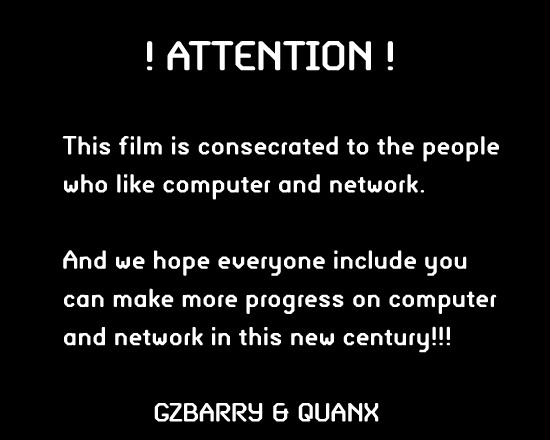 ! ATTENTION !
This film is consecrated to the people
who like computer and network.
And we hope everyone include you
can make more progress on computer
and network in this new century!!!
GZBARRY & QUANX